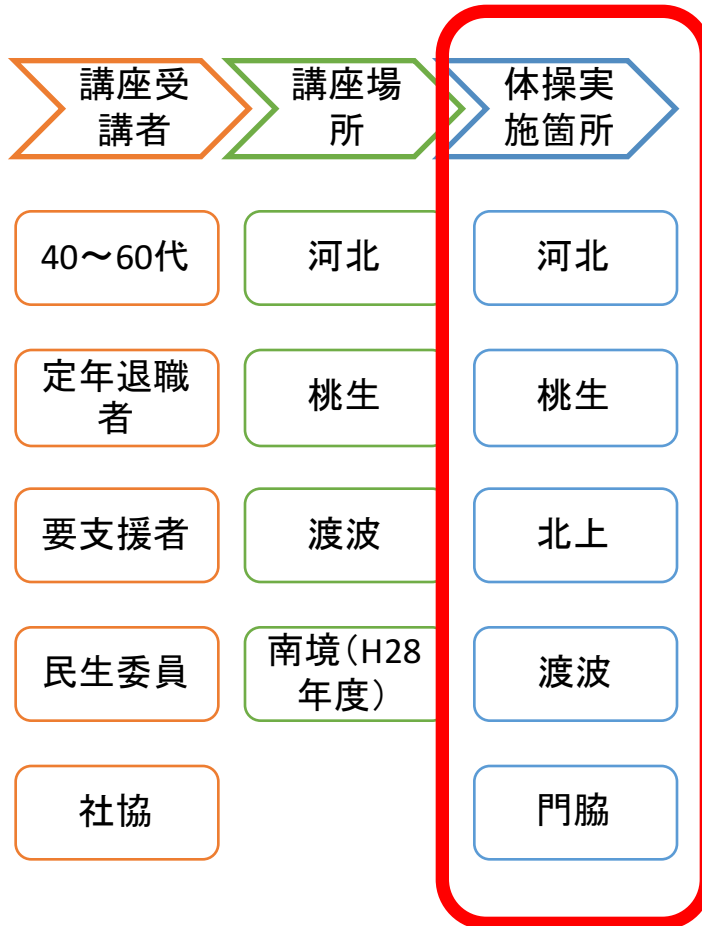 講座受
講者
講座場
所
体操実
施箇所
40～60代
河北
河北
定年退職
者
桃生
桃生
要支援者
渡波
北上
民生委員
南境（H28
年度）
渡波
社協
門脇